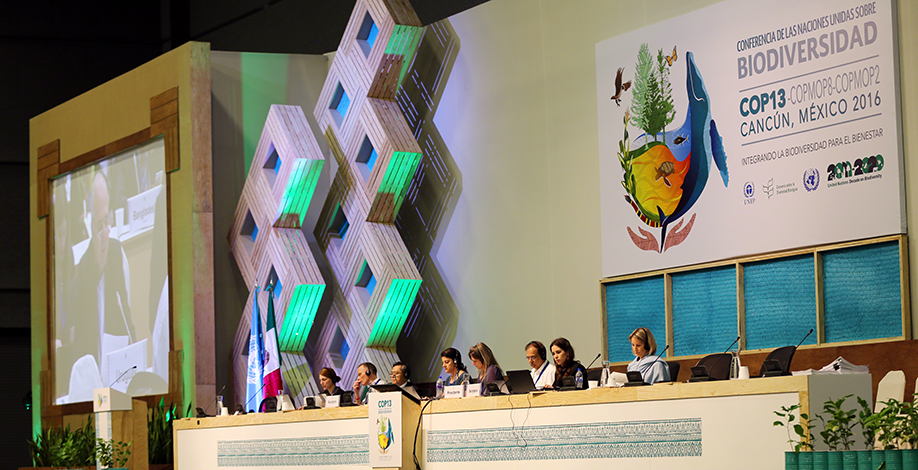 CONFERENCIA DE LAS NACIONES UNIDAS SOBRE
BIODIVERSIDAD
COP13-COPMOP8-COPMOP2
CANCÚN, MÉXICO 2016
INTEGRANDO LA BIODIVERSIDAD PARA EL BIENESTAR
UNEP
2011-2020
United Nations Decade on Biodiversity
COP13
COP13